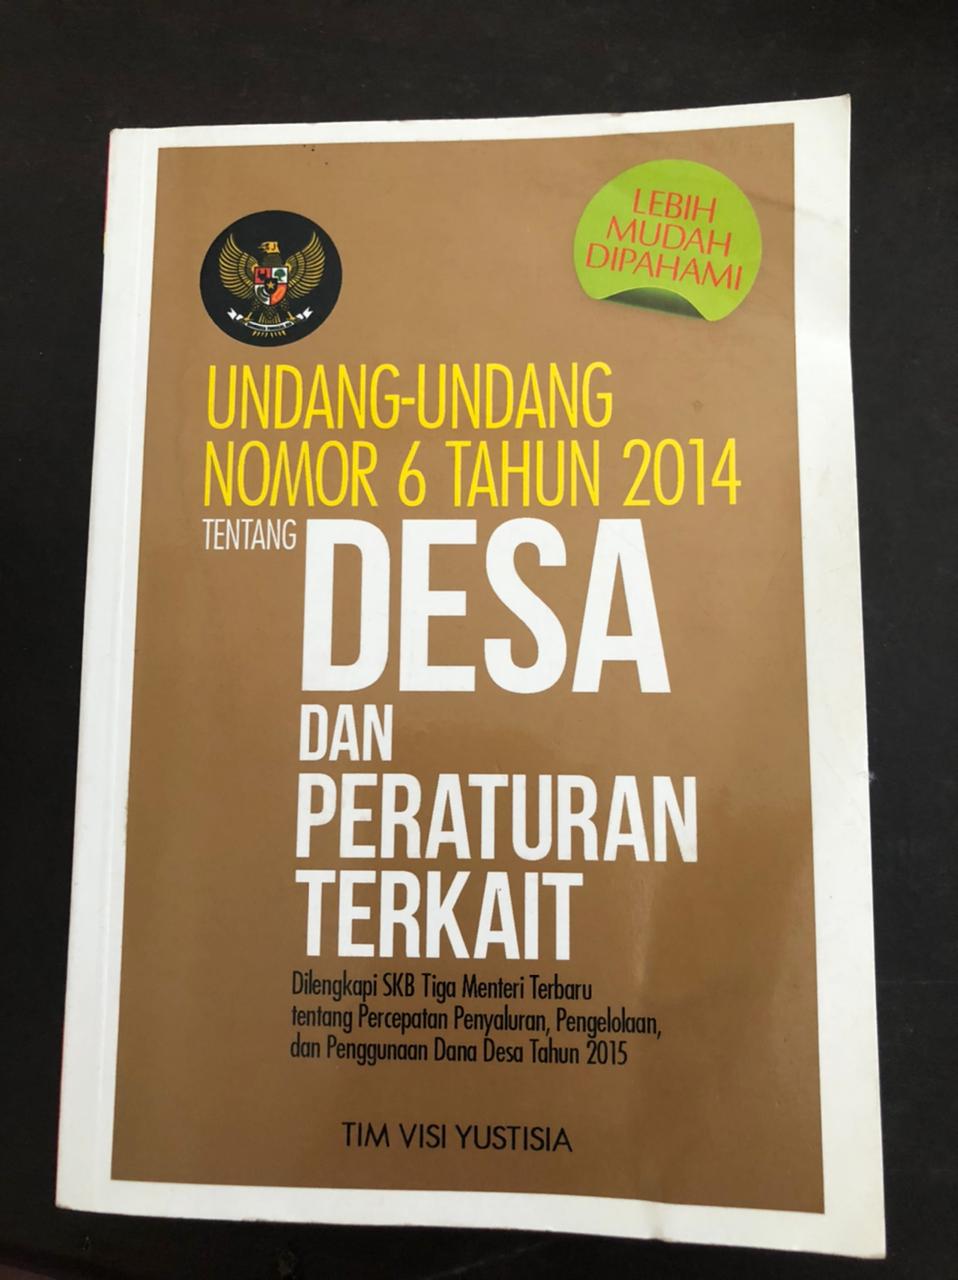 LEBIH
MUDAH
DIPAHAMI
UNDANG-UNDANG
NOMOR 6 TAHUN 2014
TENTANG DESA
DAN
PERATURAN
TERKAIT
Dilengkapi SKB Tiga Menteri Terbaru
tentang Percepatan Penyaluran, Pengelolaan,
dan Penggunaan Dana Desa Tahun 2015
TIM VISI YUSTISIA